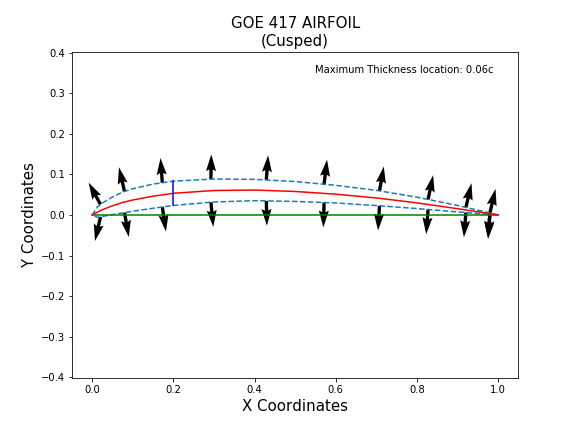 GOE 417 AIRFOIL
(Cusped)
Maximum Thickness location: 0.06c
Y Coordinates
0.4
0.3
0.2
0.1
0.0
−0.1
−0.2
−0.3
−0.4
0.0 0.2 0.4 0.6 0.8 1.0
X Coordinates